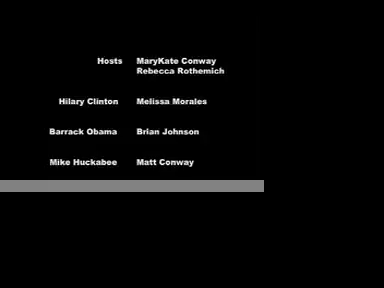 Hosts MaryKate Conway
Rebecca Rothemich
Hilary Clinton Melissa Morales
Barrack Obama Brian Johnson
Mike Huckabee Matt Conway